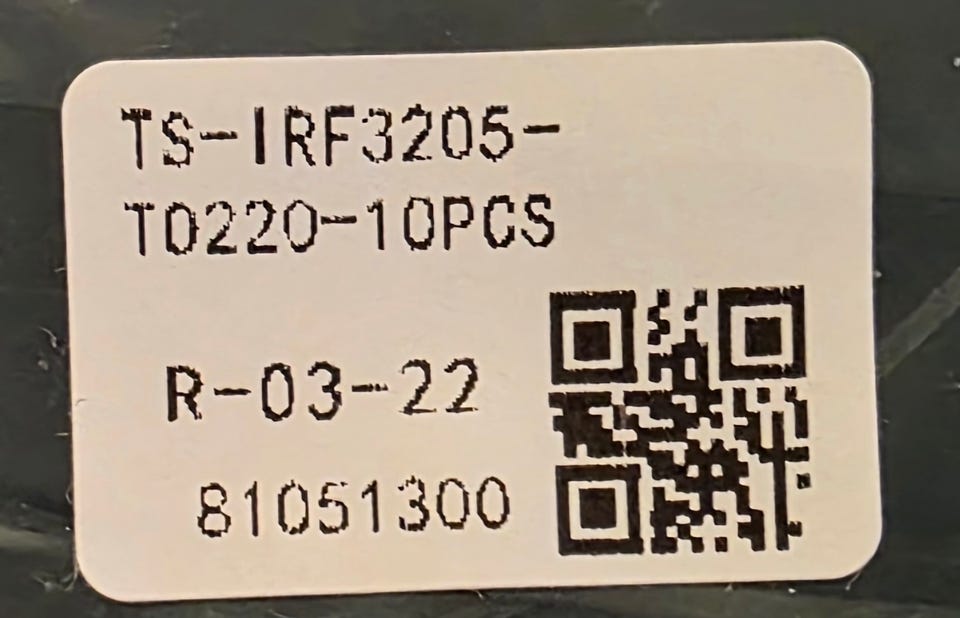 TS-IRF3205-
TO220-10PCS
R-03-22
81051300